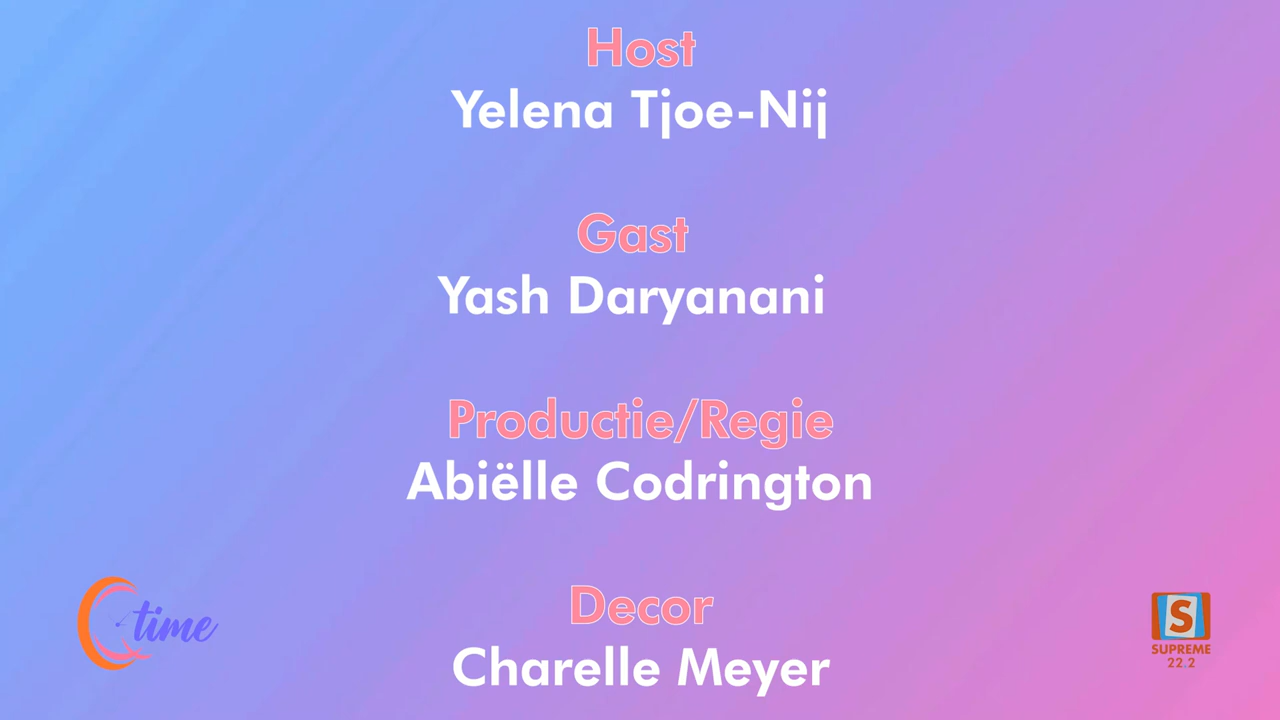 Host
Yelena Tjoe-Nij
Gast
Yash Daryanani
Productie/Regie
Abiëlle Codrington
Decor
Charelle Meyer
time
S
SUPREME
22.2